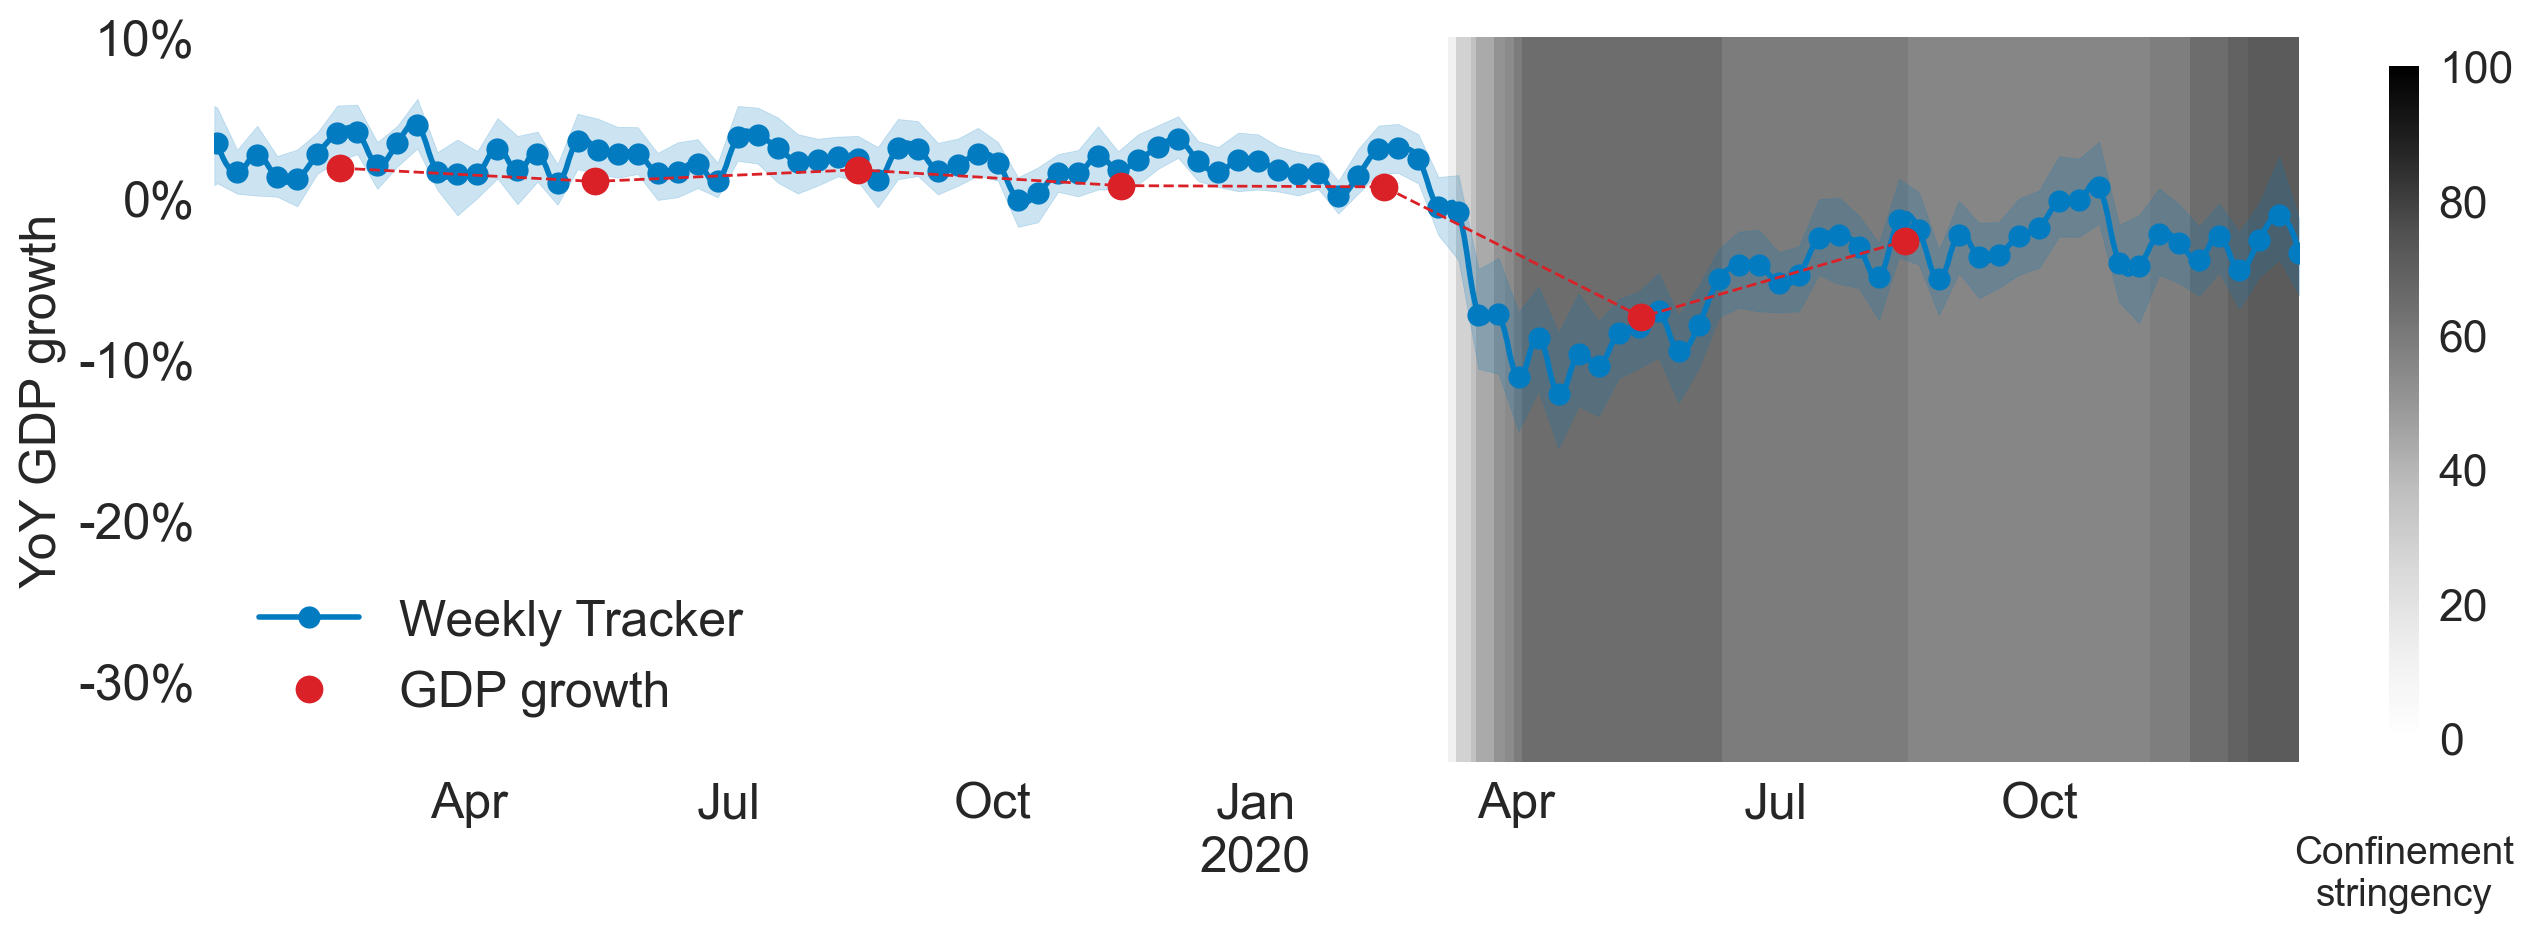 10%
0%
-10%
-20%
-30%
YoY GDP growth
Weekly Tracker
GDP growth
Apr
Jul
Oct
Jan
2020
Apr
Jul
Oct
100
80
60
40
20
0
Confinement
stringency